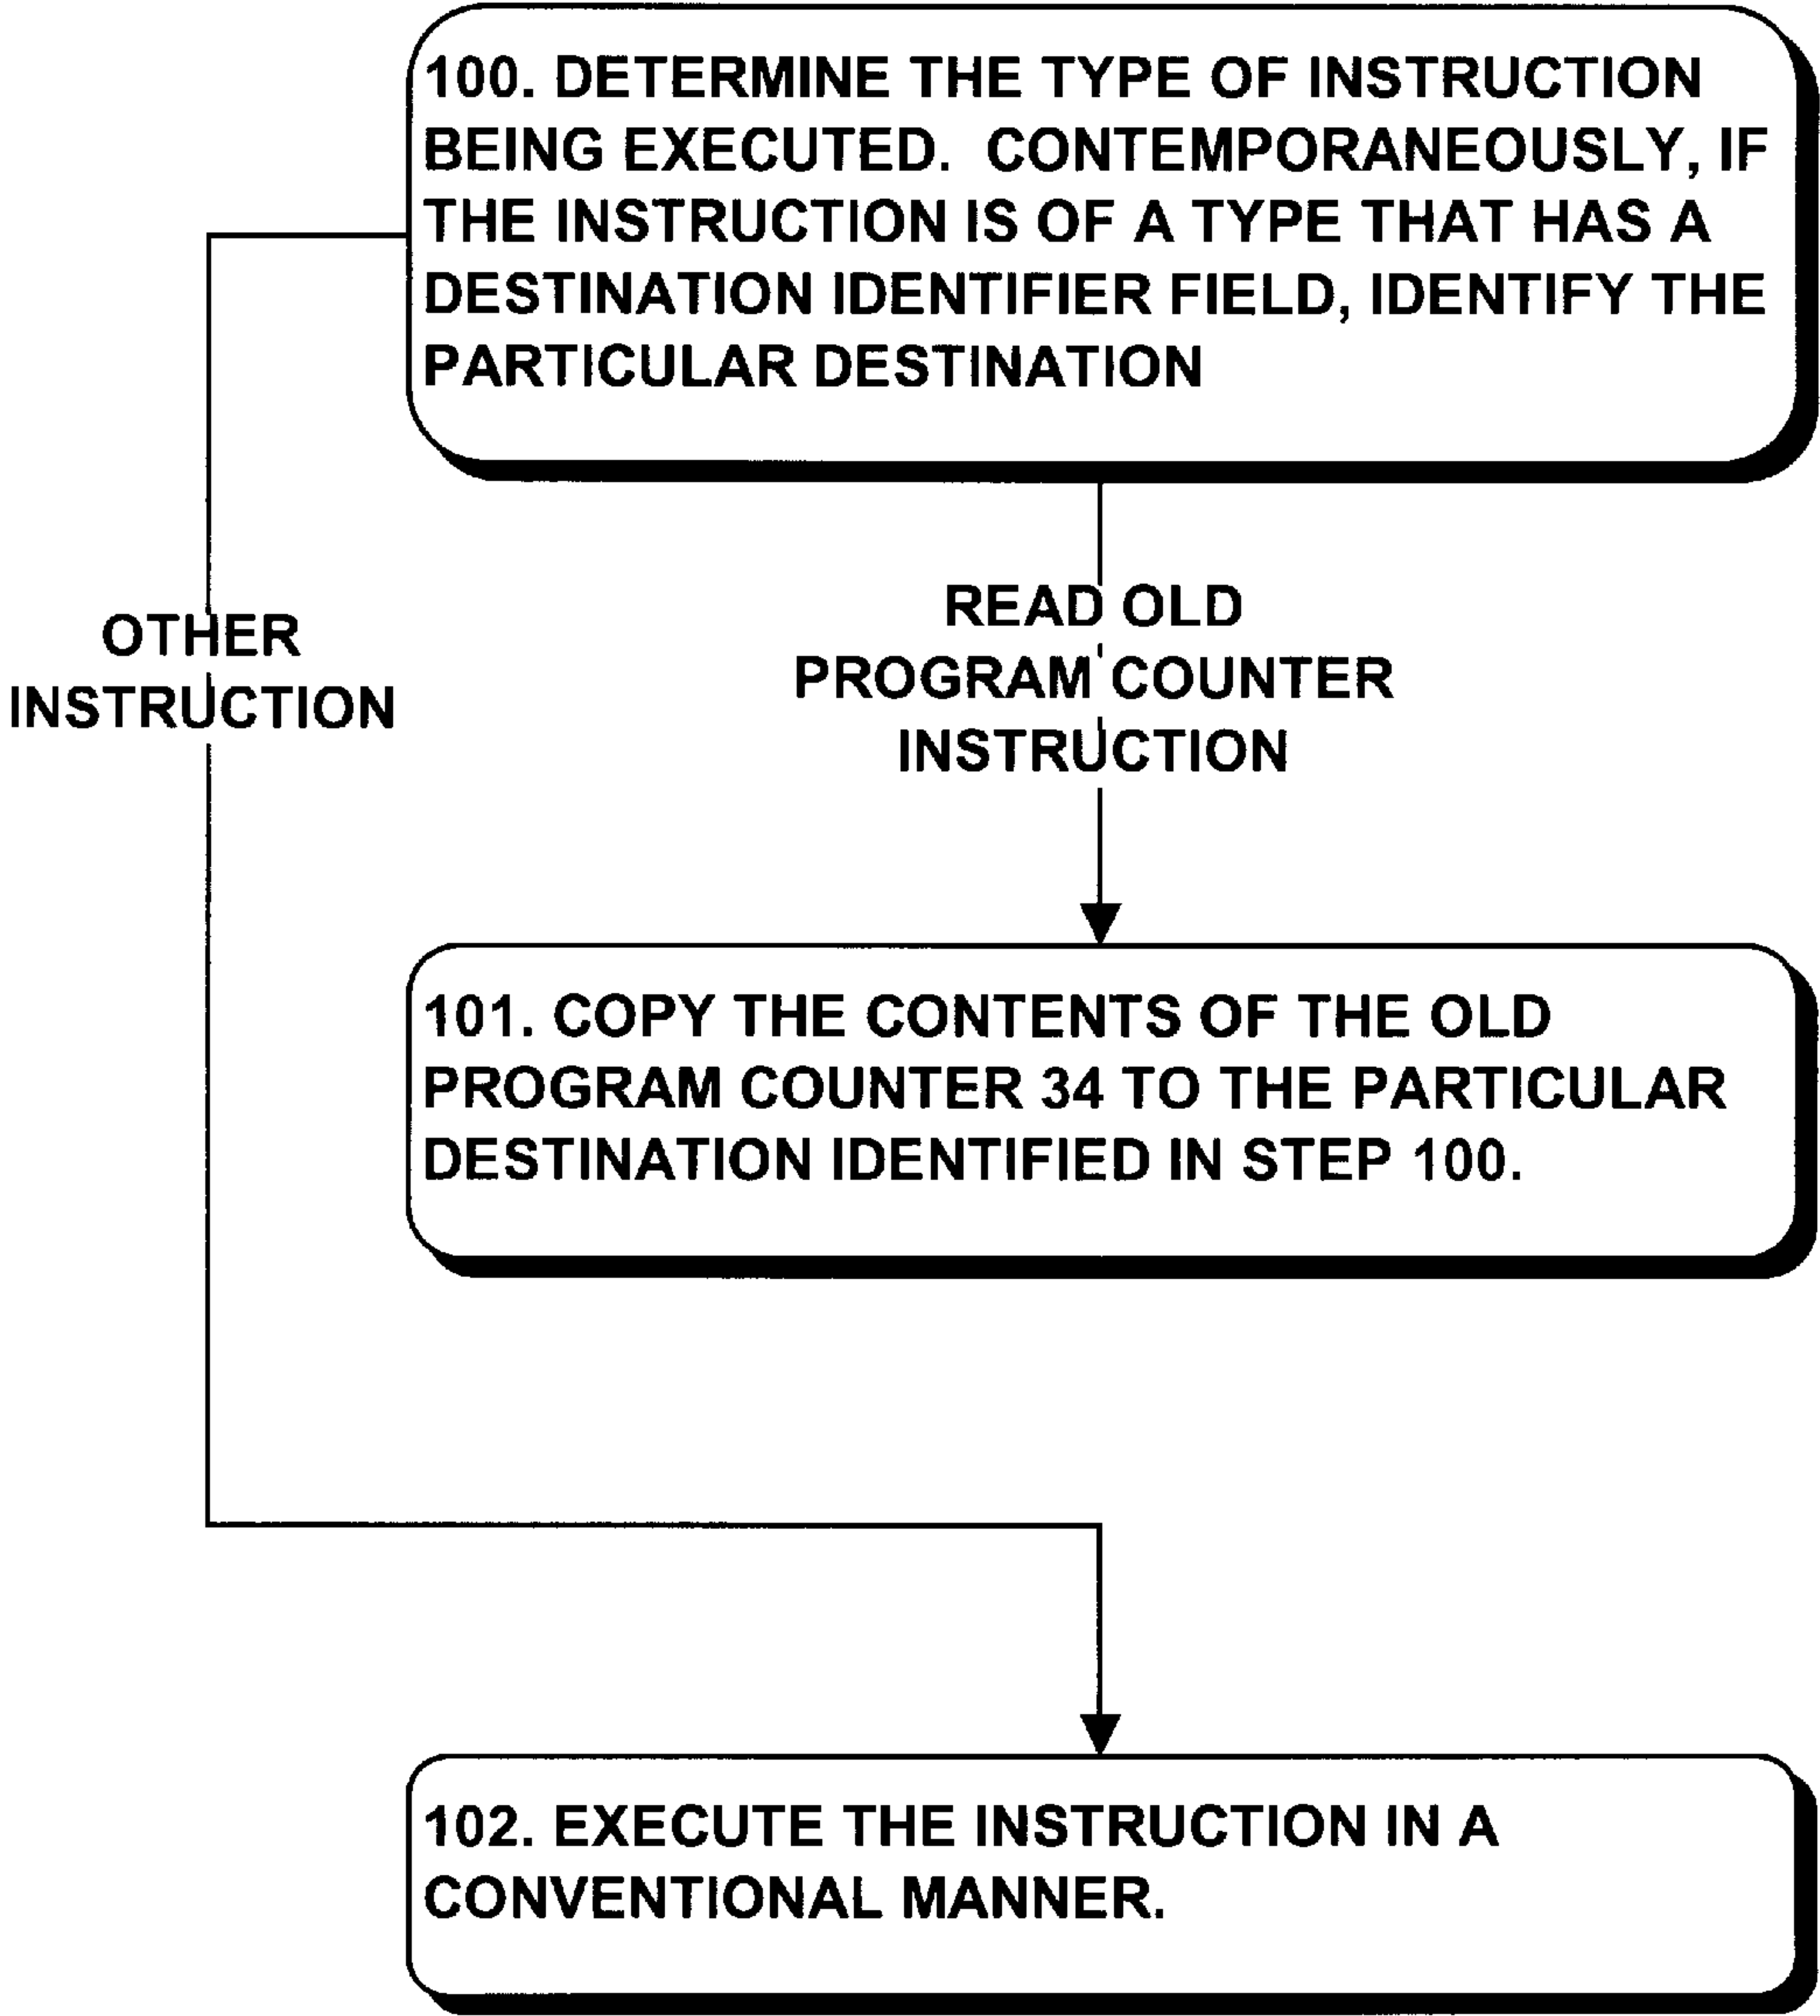 100. DETERMINE THE TYPE OF INSTRUCTION
BEING EXECUTED. CONTEMPORANEOUSLY, IF
THE INSTRUCTION IS OF A TYPE THAT HAS A
DESTINATION IDENTIFIER FIELD, IDENTIFY THE
PARTICULAR DESTINATION
OTHER
INSTRUCTION
READ OLD
PROGRAM COUNTER
INSTRUCTION
101. COPY THE CONTENTS OF THE OLD
PROGRAM COUNTER 34 TO THE PARTICULAR
DESTINATION IDENTIFIED IN STEP 100.
102. EXECUTE THE INSTRUCTION IN A
CONVENTIONAL MANNER.